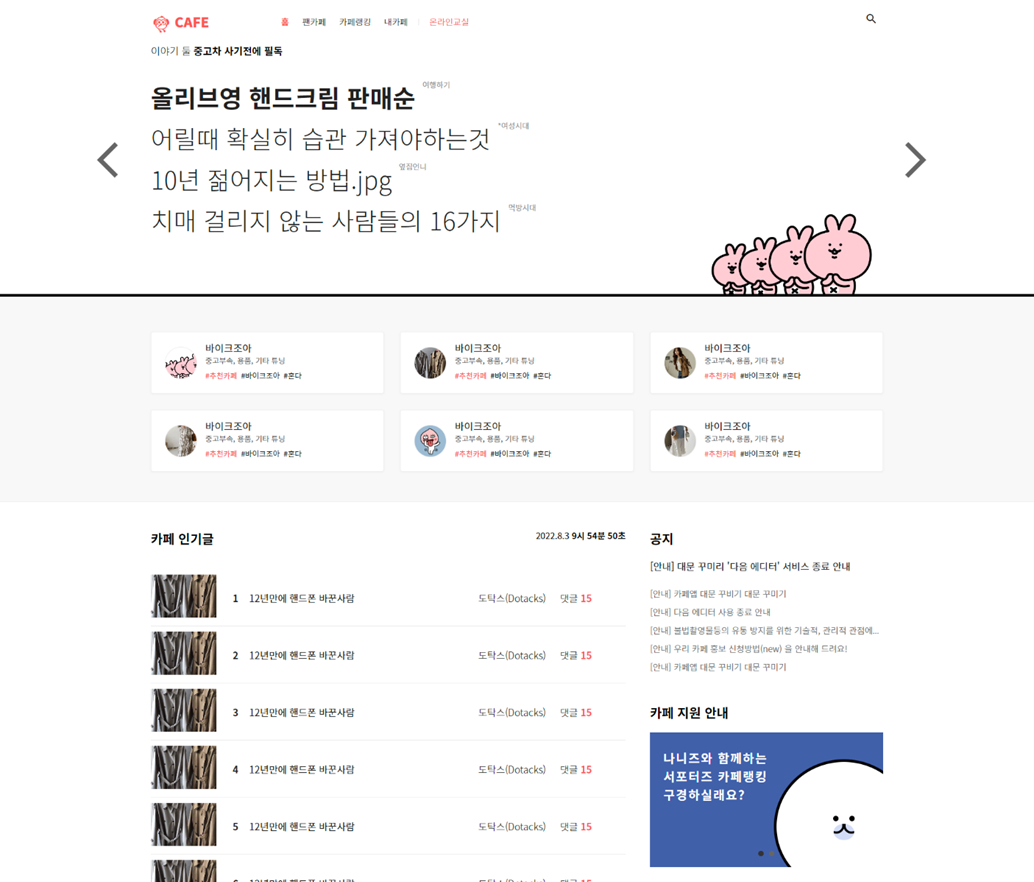 CAFE
홈 팬카페 카페랭킹 내카페 온라인교실
이야기 둘 중고차 사기전에 필독
올리브영 핸드크림 판매순 여행하기
어릴때 확실히 습관 가져야하는것 *여성시대
10년 젊어지는 방법.jpg 옆집언니
치매 걸리지 않는 사람들의 16가지 먹방시대
바이크조아
중고부속, 용품, 기타 튜닝
#추천카페 #바이크조아 #혼다
바이크조아
중고부속, 용품, 기타 튜닝
#추천카페 #바이크조아 #혼다
바이크조아
중고부속, 용품, 기타 튜닝
#추천카페 #바이크조아 #혼다
바이크조아
중고부속, 용품, 기타 튜닝
#추천카페 #바이크조아 #혼다
바이크조아
중고부속, 용품, 기타 튜닝
#추천카페 #바이크조아 #혼다
바이크조아
중고부속, 용품, 기타 튜닝
#추천카페 #바이크조아 #혼다
카페 인기글 2022.8.3 9시 54분 50초
1 12년만에 핸드폰 바꾼사람 도탁스(Dotacks) 댓글 15
2 12년만에 핸드폰 바꾼사람 도탁스(Dotacks) 댓글 15
3 12년만에 핸드폰 바꾼사람 도탁스(Dotacks) 댓글 15
4 12년만에 핸드폰 바꾼사람 도탁스(Dotacks) 댓글 15
5 12년만에 핸드폰 바꾼사람 도탁스(Dotacks) 댓글 15
6 12년만에 핸드폰 바꾼사람 도탁스(Dotacks) 댓글 15
공지
[안내] 대문 꾸미리 '다음 에디터' 서비스 종료 안내
[안내] 카페앱 대문 꾸비기 대문 꾸미기
[안내] 다음 에디터 사용 종료 안내
[안내] 불법촬영물등의 유통 방지를 위한 기술적, 관리적 관점에...
[안내] 우리 카페 홍보 신청방법(new) 을 안내해 드려요!
[안내] 카페앱 대문 꾸비기 대문 꾸미기
카페 지원 안내
나니즈와 함께하는
서포터즈 카페랭킹
구경하실래요?